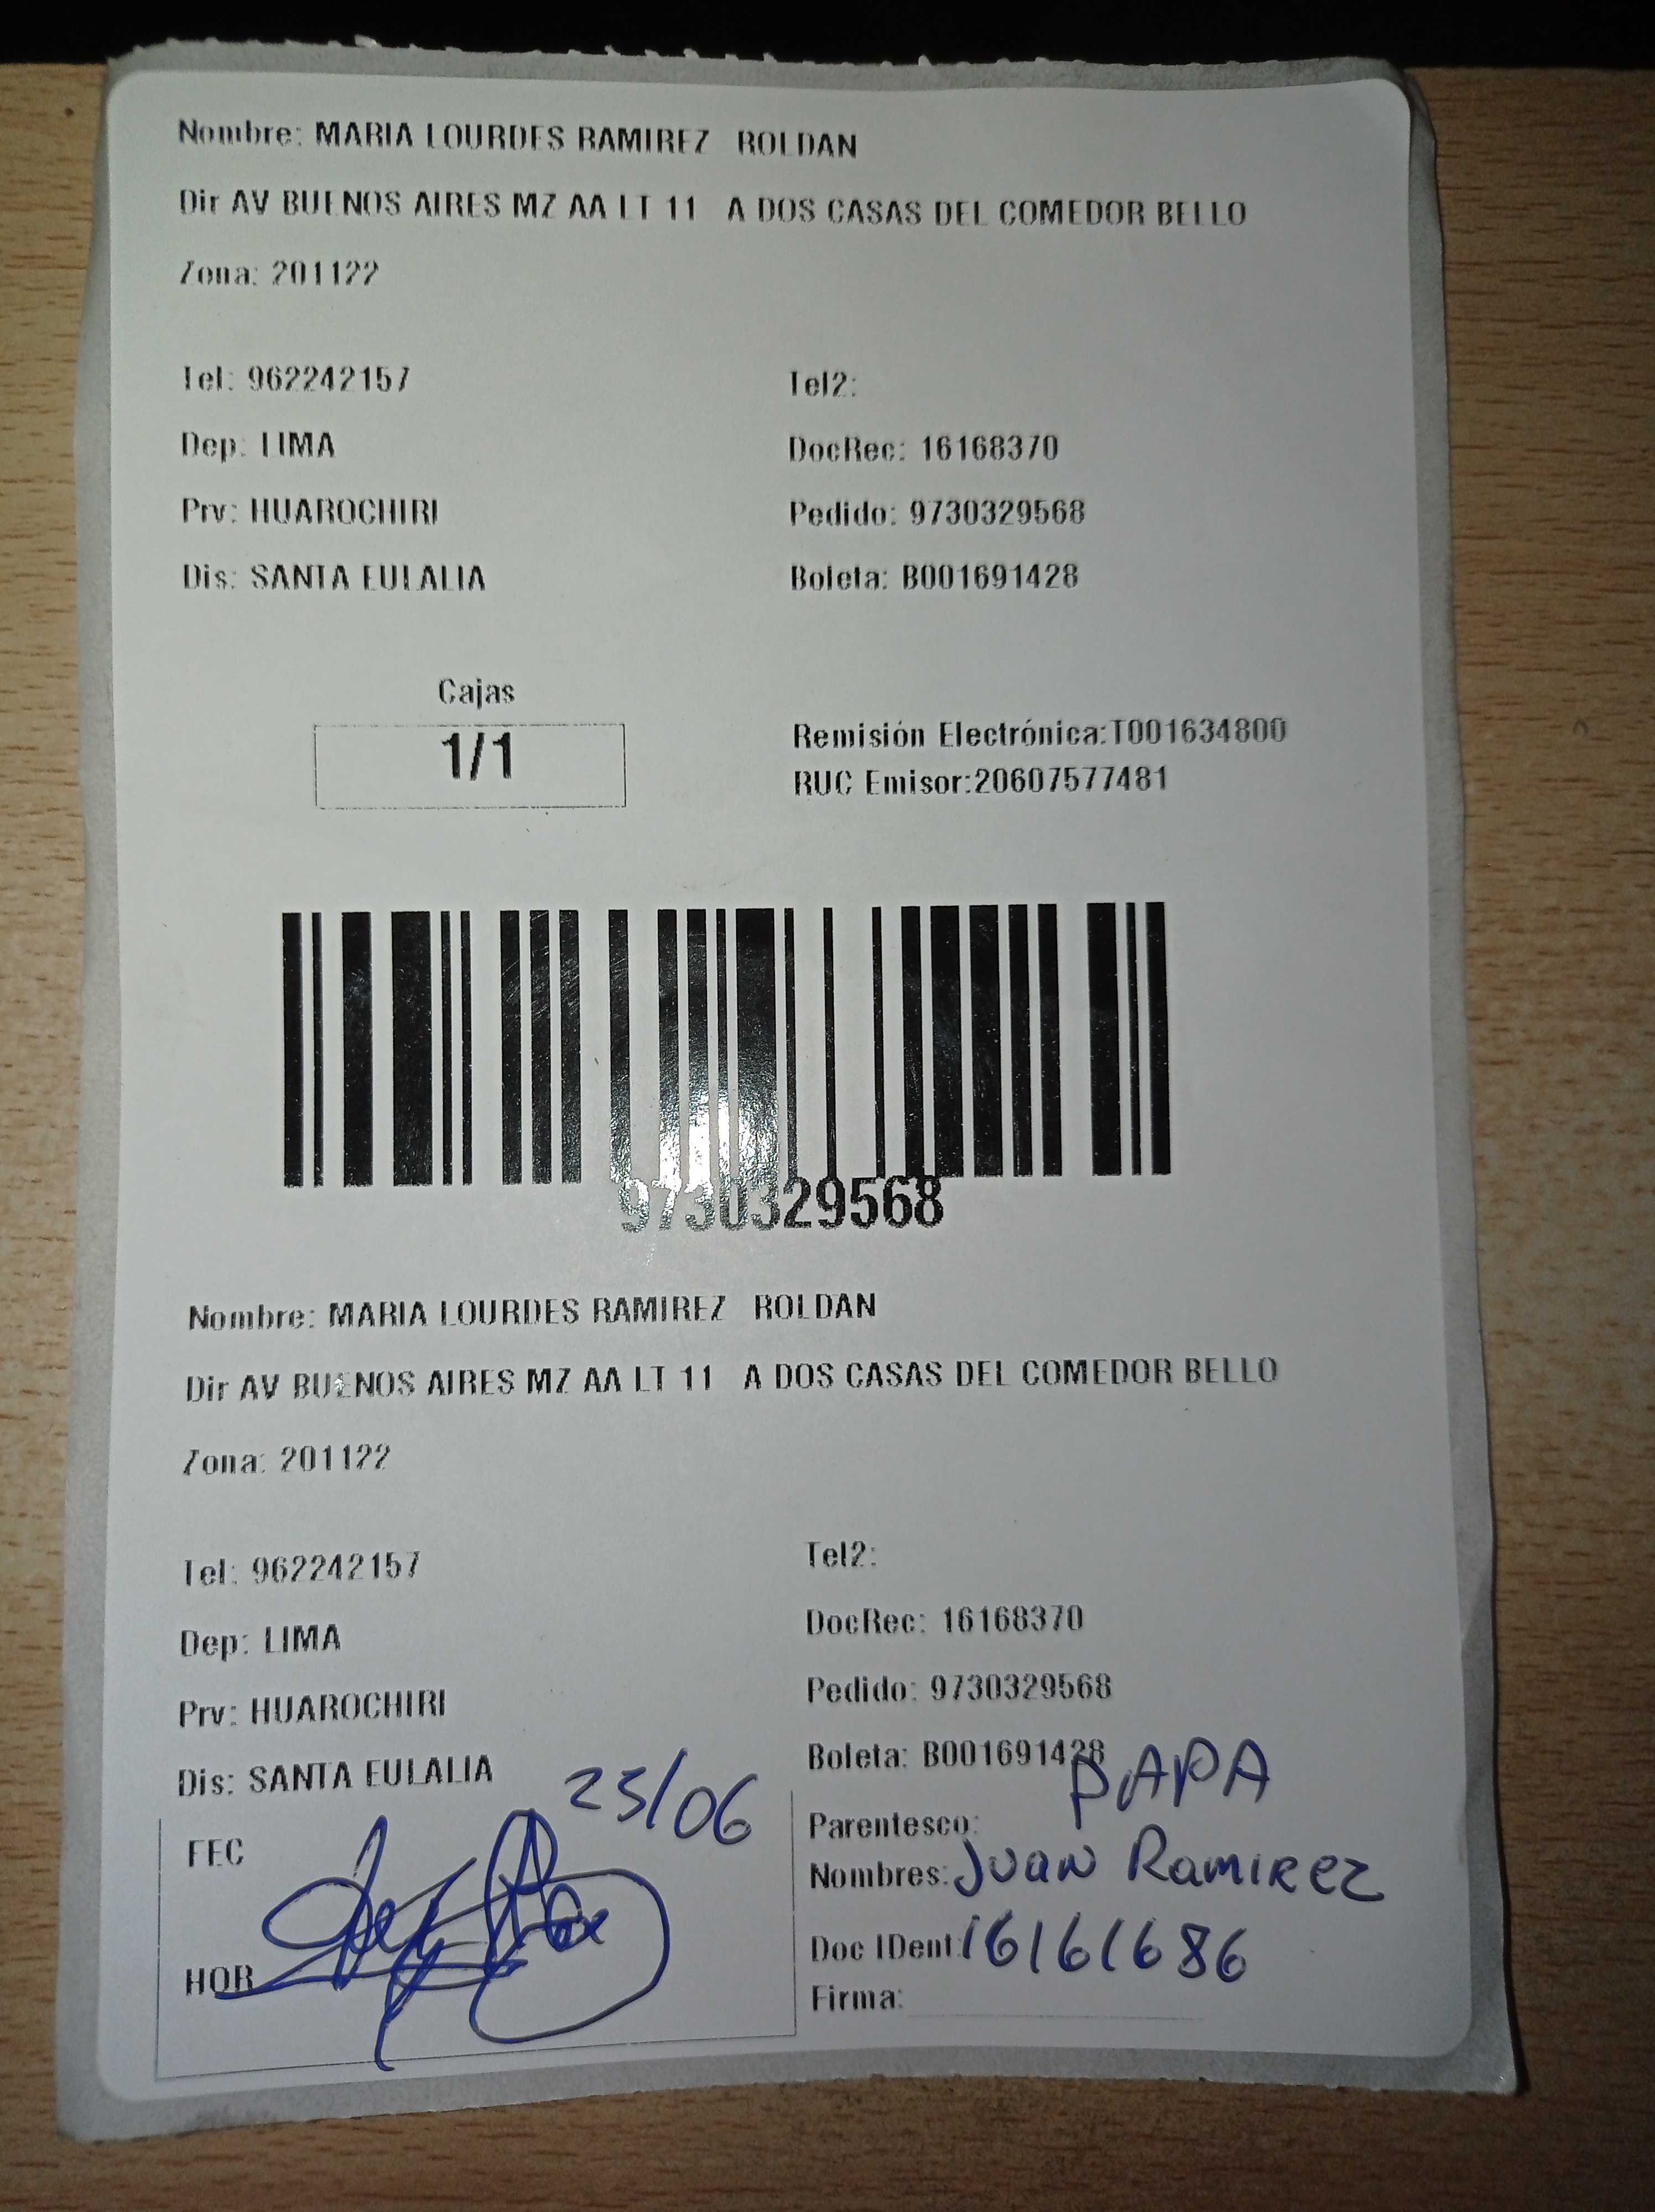 Nombre: MARIA LOURDES RAMIREZ ROLDAN
Dir AV BUENOS AIRES MZ AA LT 11 A DOS CASAS DEL COMEDOR BELLO
Zona: 201122
Tel: 962242157 Tel2:
Dep: LIMA DocRec: 16168370
Prv: HUAROCHIRI Pedido: 9730329568
Dis: SANTA EULALIA Boleta: B001691428
Cajas
1/1
Remisión Electrónica:T001634800
RUC Emisor:20607577481
9730329568
Nombre: MARIA LOURDES RAMIREZ ROLDAN
Dir AV BUENOS AIRES MZ AA LT 11 A DOS CASAS DEL COMEDOR BELLO
Zona: 201122
Tel: 962242157 Tel2:
Dep: LIMA DocRec: 16168370
Prv: HUAROCHIRI Pedido: 9730329568
Dis: SANTA EULALIA Boleta: B001691428
FEC 23/06 Parentesco: PAPA
Nombres: Juan Ramirez
Doc IDent: 16161686
HOR Firma: